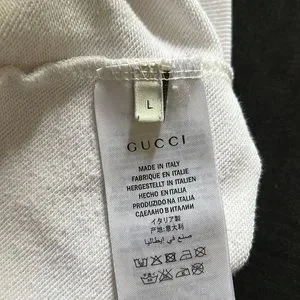 L
GUCCI
MADE IN ITALY
FABRIQUÉ EN ITALIE
HERGESTELLT IN ITALIEN
HECHO EN ITALIA
PRODUZIDO NA ITÁLIA
СДЕЛАНО В ИТАЛИИ
イタリア製
产地:意大利
صنع في إيطاليا